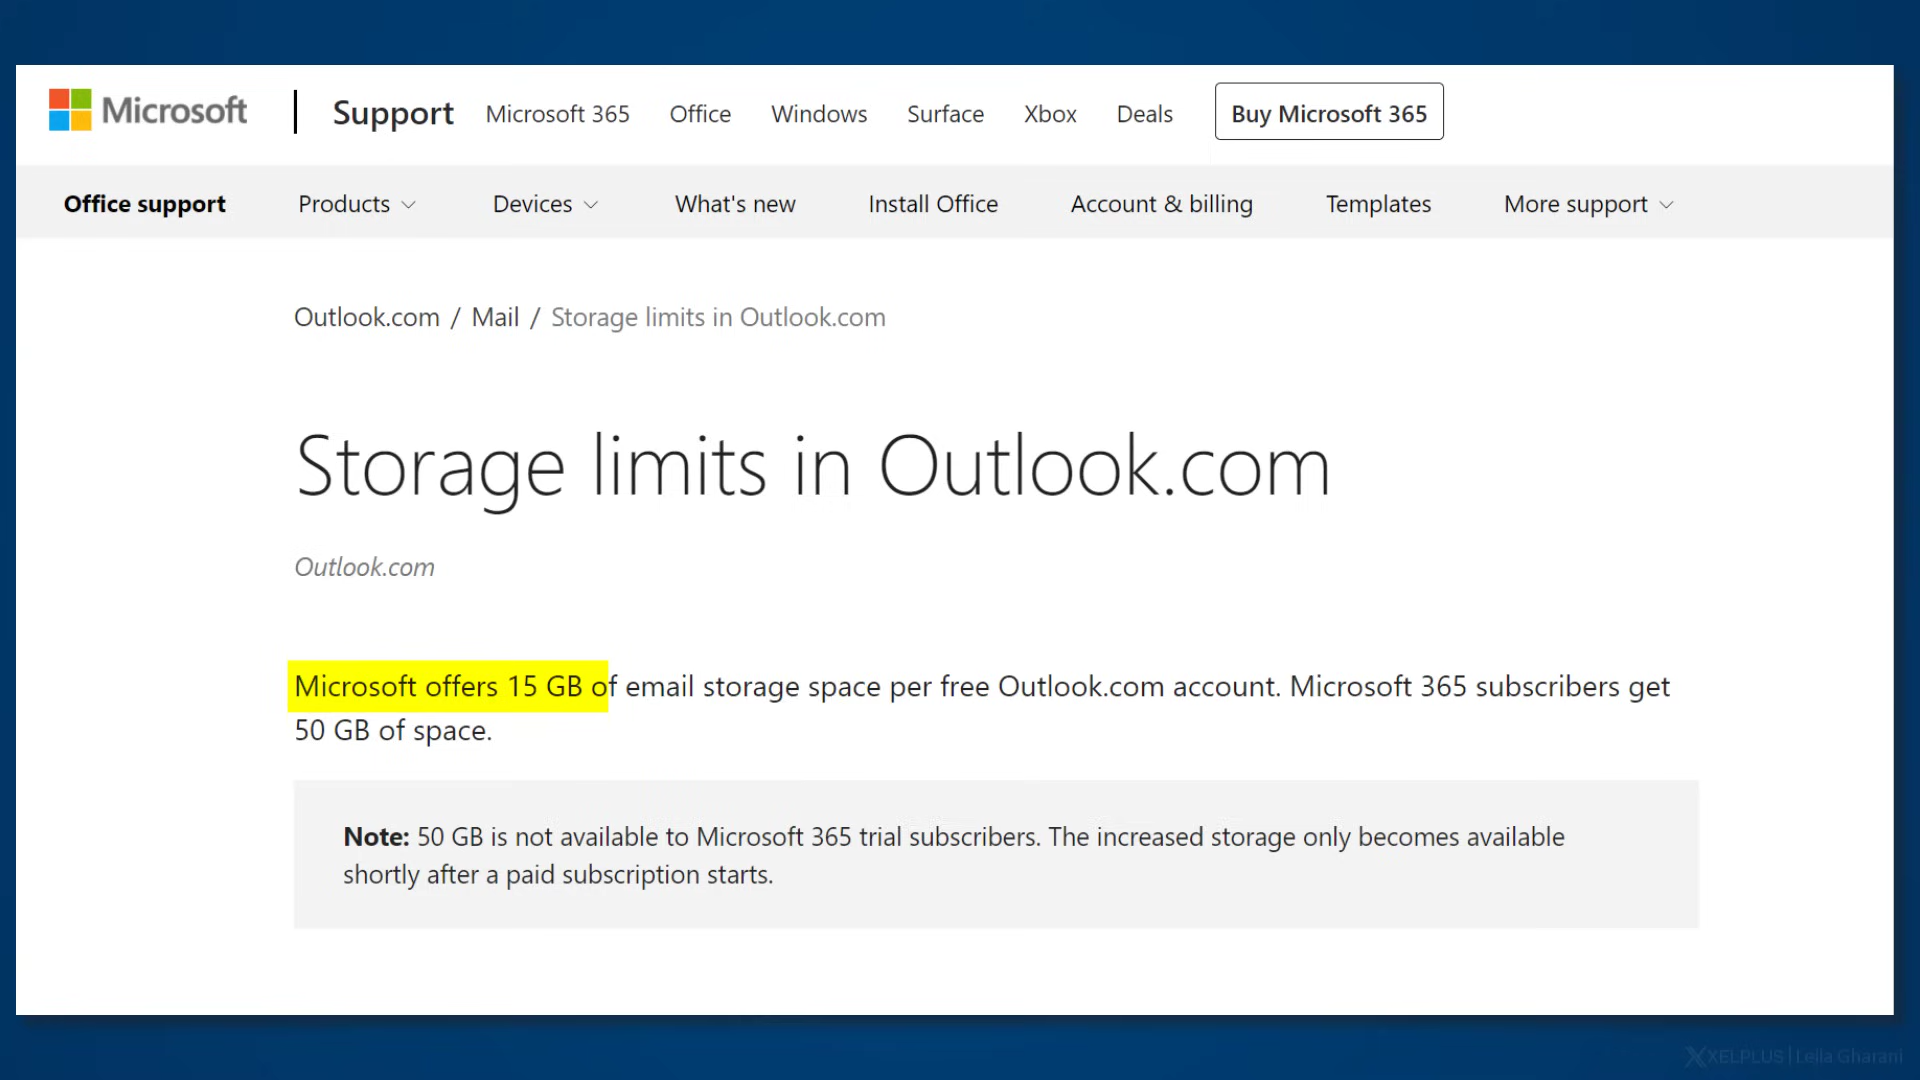 Microsoft | Support Microsoft 365 Office Windows Surface Xbox Deals Buy Microsoft 365
Office support Products Devices What's new Install Office Account & billing Templates More support
Outlook.com / Mail / Storage limits in Outlook.com
Storage limits in Outlook.com
Outlook.com
Microsoft offers 15 GB of email storage space per free Outlook.com account. Microsoft 365 subscribers get
50 GB of space.
Note: 50 GB is not available to Microsoft 365 trial subscribers. The increased storage only becomes available
shortly after a paid subscription starts.
XELPLUS | Leila Gharani